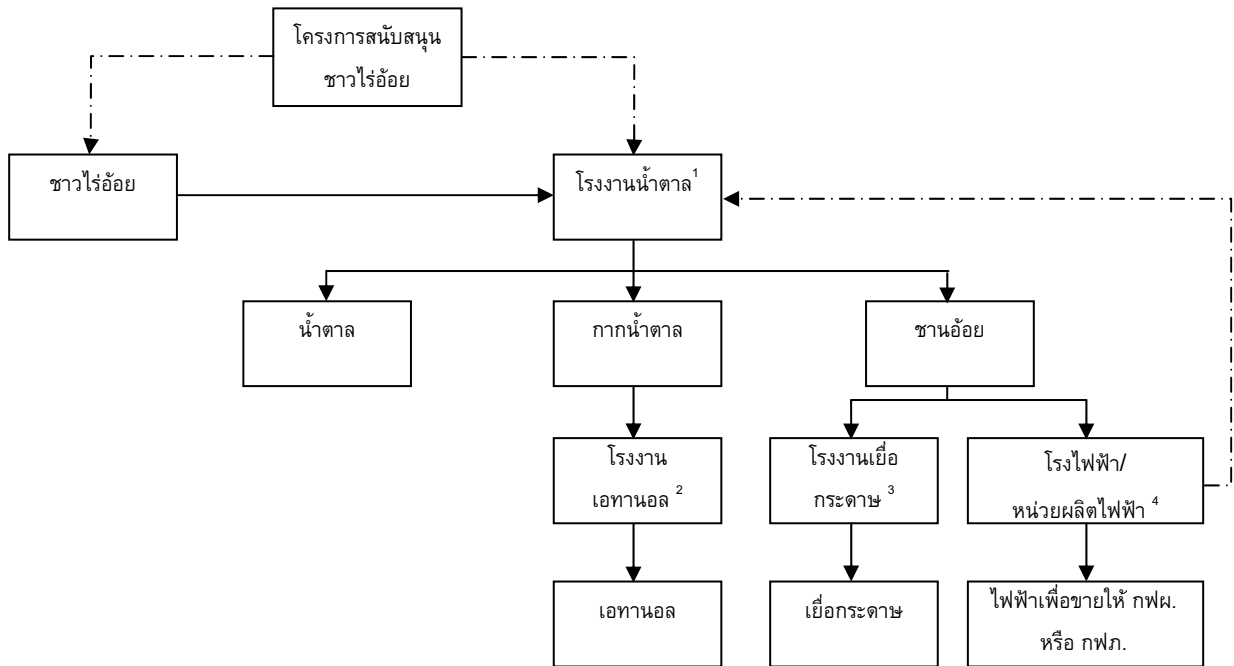 โครงการสนับสนุน
ชาวไร่อ้อย
ชาวไร่อ้อย
โรงงานน้ำตาล 1
น้ำตาล
กากน้ำตาล
ชานอ้อย
โรงงาน
เอทานอล 2
โรงงานเยื่อ
กระดาษ 3
โรงไฟฟ้า/
หน่วยผลิตไฟฟ้า 4
เอทานอล
เยื่อกระดาษ
ไฟฟ้าเพื่อขายให้ กฟผ.
หรือ กฟภ.